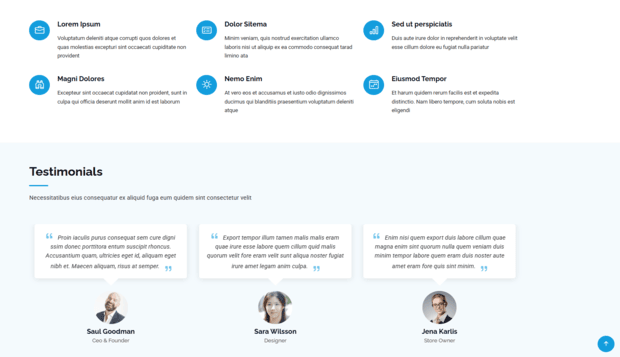 Lorem Ipsum
Voluptatum deleniti atque corrupti quos dolores et
quas molestias excepturi sint occaecati cupiditate non
provident
Dolor Sitema
Minim veniam, quis nostrud exercitation ullamco
laboris nisi ut aliquip ex ea commodo consequat tarad
limino ata
Sed ut perspiciatis
Duis aute irure dolor in reprehenderit in voluptate velit
esse cillum dolore eu fugiat nulla pariatur
Magni Dolores
Excepteur sint occaecat cupidatat non proident, sunt in
culpa qui officia deserunt mollit anim id est laborum
Nemo Enim
At vero eos et accusamus et iusto odio dignissimos
ducimus qui blanditiis praesentium voluptatum deleniti
atque
Eiusmod Tempor
Et harum quidem rerum facilis est et expedita
distinctio. Nam libero tempore, cum soluta nobis est
eligendi
Testimonials
Necessitatibus eius consequatur ex aliquid fuga eum quidem sint consectetur velit
“ Proin iaculis purus consequat sem cure digni
ssim donec porttitora entum suscipit rhoncus.
Accusantium quam, ultricies eget id, aliquam eget
nibh et. Maecen aliquam, risus at semper. ”
Saul Goodman
Ceo & Founder
“ Export tempor illum tamen malis malis eram
quae irure esse labore quem cillum quid malis
quorum velit fore eram velit sunt aliqua noster fugiat
irure amet legam anim culpa. ”
Sara Wilsson
Designer
“ Enim nisi quem export duis labore cillum quae
magna enim sint quorum nulla quem veniam duis
minim tempor labore quem eram duis noster aute
amet eram fore quis sint minim. ”
Jena Karlis
Store Owner